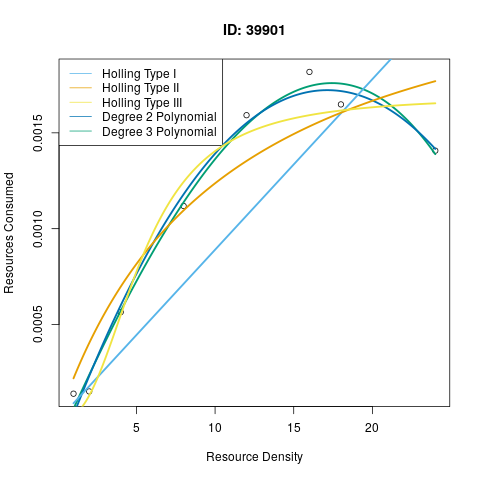 ID: 39901
Holling Type I
Holling Type II
Holling Type III
Degree 2 Polynomial
Degree 3 Polynomial
Resources Consumed
0.0005
0.0010
0.0015
5
10
15
20
Resource Density